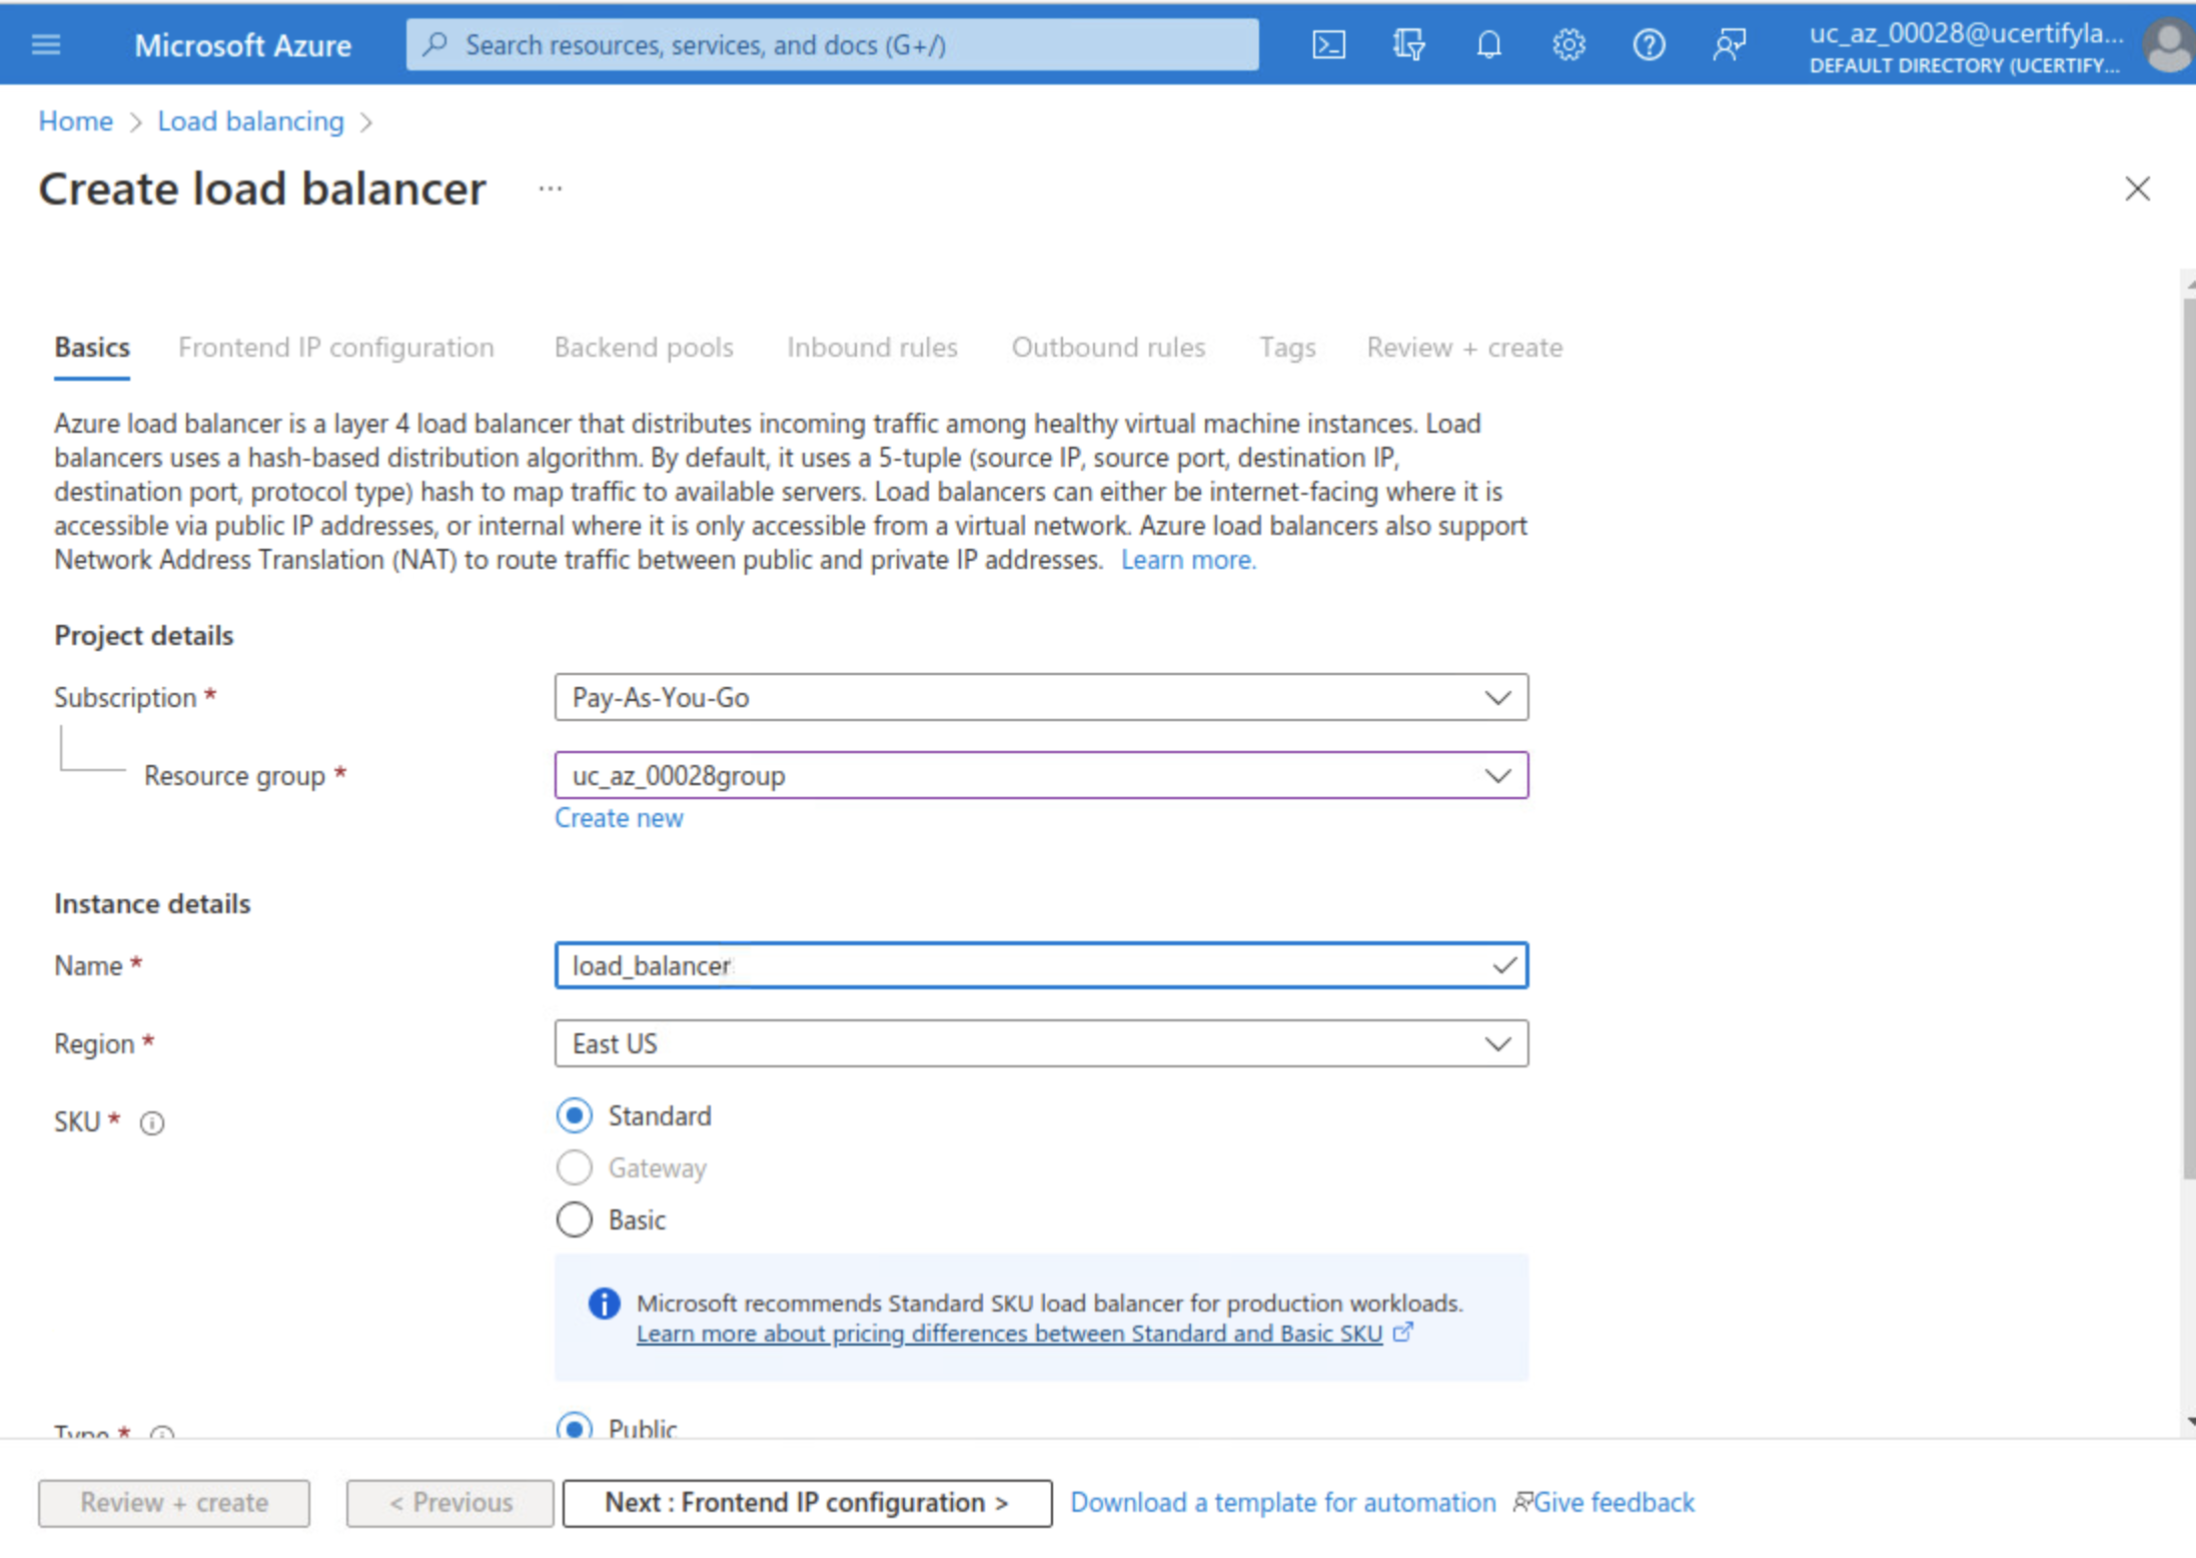 Microsoft Azure
Search resources, services, and docs (G+/)
uc_az_00028@ucertifyla...
DEFAULT DIRECTORY (UCERTIFY...
Home > Load balancing >
Create load balancer ...
Basics Frontend IP configuration Backend pools Inbound rules Outbound rules Tags Review + create
Azure load balancer is a layer 4 load balancer that distributes incoming traffic among healthy virtual machine instances. Load
balancers uses a hash-based distribution algorithm. By default, it uses a 5-tuple (source IP, source port, destination IP,
destination port, protocol type) hash to map traffic to available servers. Load balancers can either be internet-facing where it is
accessible via public IP addresses, or internal where it is only accessible from a virtual network. Azure load balancers also support
Network Address Translation (NAT) to route traffic between public and private IP addresses. Learn more.
Project details
Subscription *
Pay-As-You-Go
Resource group *
uc_az_00028group
Create new
Instance details
Name *
load_balancer
Region *
East US
SKU *
Standard
Gateway
Basic
Microsoft recommends Standard SKU load balancer for production workloads.
Learn more about pricing differences between Standard and Basic SKU
Type *
Public
Review + create
< Previous
Next : Frontend IP configuration >
Download a template for automation
Give feedback